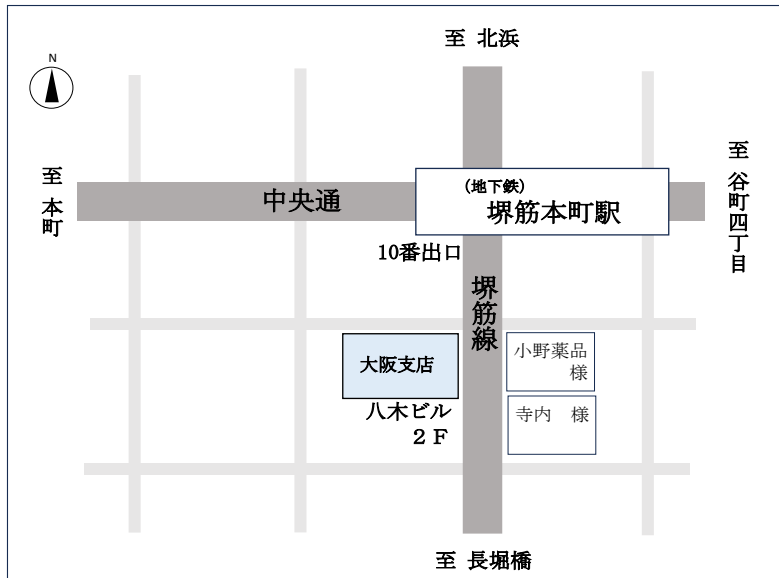 至 北浜
N
至 本町
中央通
(地下鉄)
堺筋本町駅
至 谷町四丁目
10番出口
堺筋線
大阪支店
小野薬品
様
八木ビル
２Ｆ
寺内　様
至 長堀橋